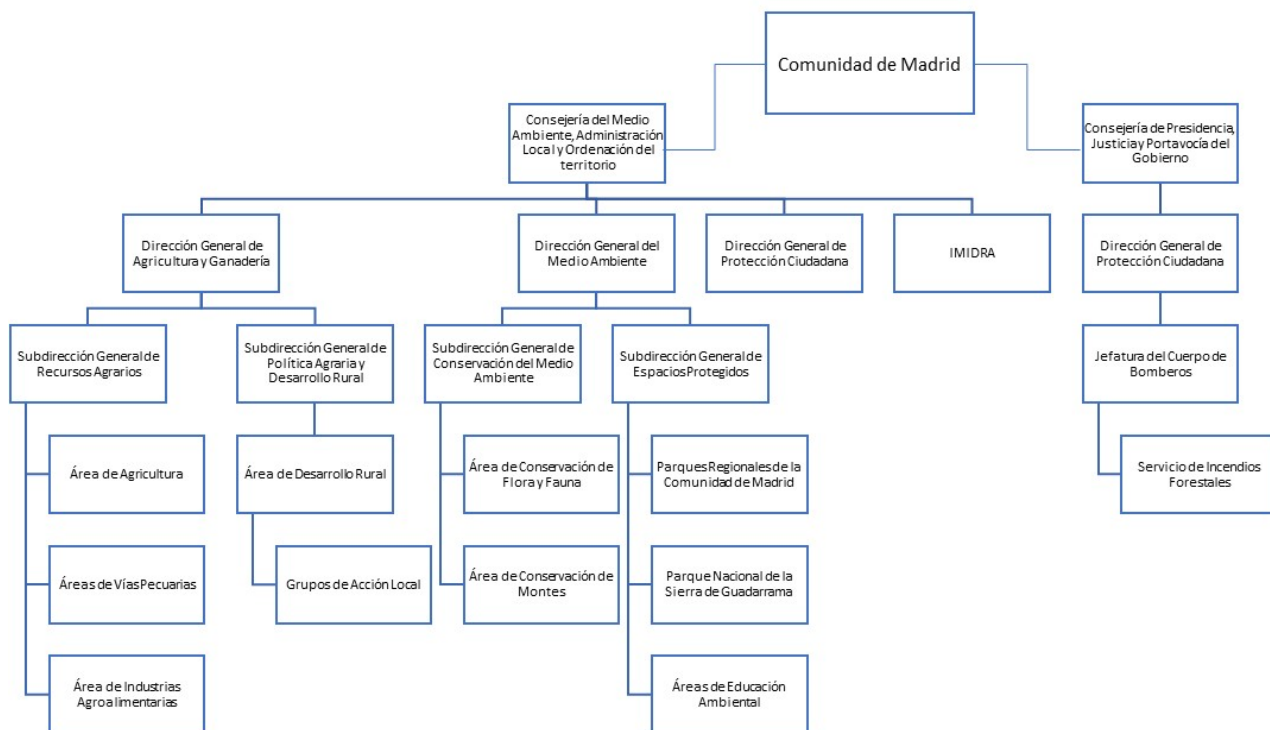 Comunidad de Madrid
Consejería del Medio
Ambiente, Administración
Local y Ordenación del
territorio
Consejería de Presidencia,
Justicia y Portavocía del
Gobierno
Dirección General de
Agricultura y Ganadería
Dirección General del
Medio Ambiente
Dirección General de
Protección Ciudadana
IMIDRA
Dirección General de
Protección Ciudadana
Subdirección General de
Recursos Agrarios
Subdirección General de
Política Agraria y
Desarrollo Rural
Subdirección General de
Conservación del Medio
Ambiente
Subdirección General de
Espacios Protegidos
Jefatura del Cuerpo de
Bomberos
Área de Agricultura
Área de Desarrollo Rural
Área de Conservación de
Flora y Fauna
Parques Regionales de la
Comunidad de Madrid
Servicio de Incendios
Forestales
Áreas de Vías Pecuarias
Grupos de Acción Local
Área de Conservación de
Montes
Parque Nacional de la
Sierra de Guadarrama
Área de Industrias
Agroalimentarias
Áreas de Educación
Ambiental